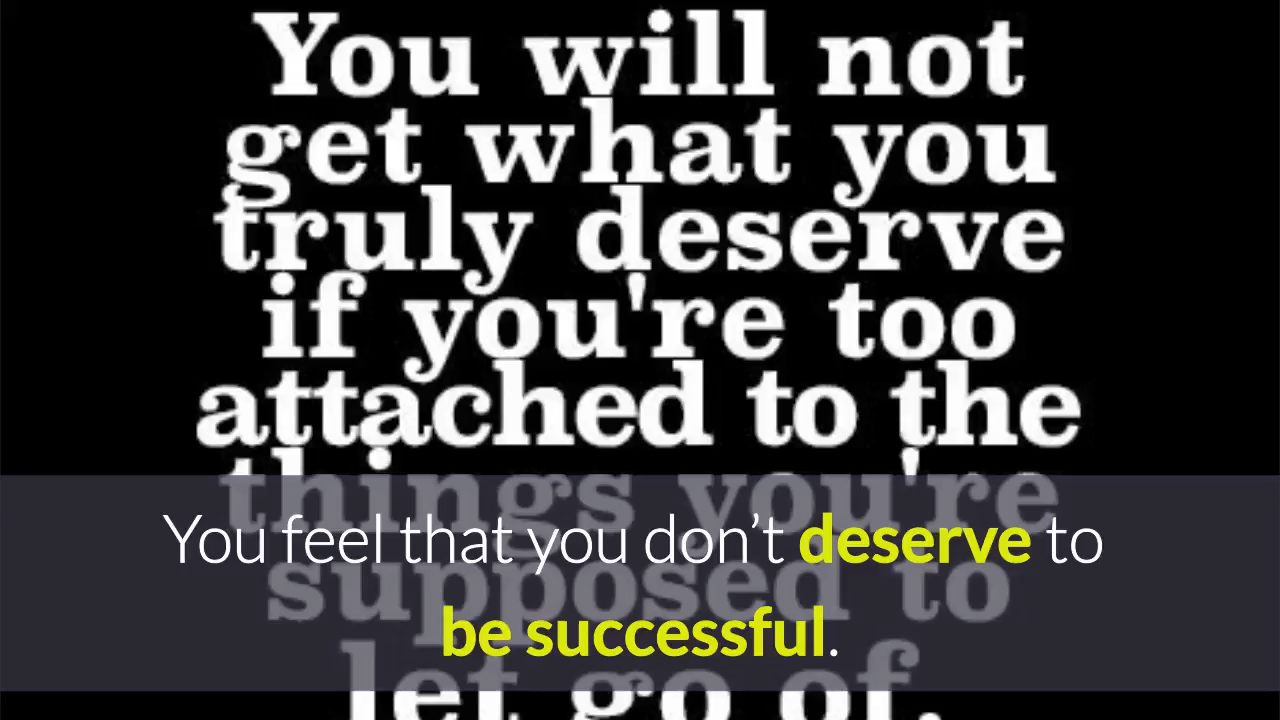 You will not
get what you
truly deserve
if you're too
attached to the
things you're
You feel that you don’t deserve to
supposed to
be successful.
let go of.